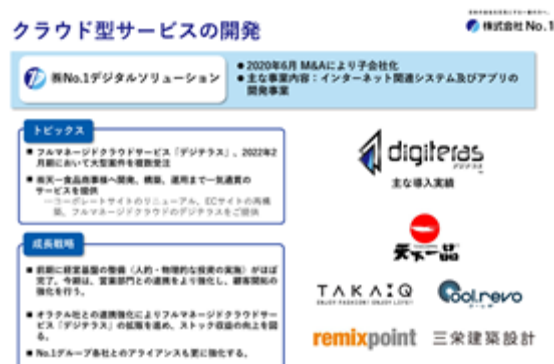 クラウド型サービスの開発
株式会社 No.1
㈱No.1デジタルソリューション
● 2020年6月 M&Aにより子会社化
● 主な事業内容:インターネット関連システム及びアプリの
開発事業
トピックス
■ フルマネージドクラウドサービス「デジテラス」、2022年2
月期において大型案件を複数受注
■ ㈱天一食品商事様へ開発、構築、運用まで一気通貫の
サービスを提供
―コーポレートサイトのリニューアル、ECサイトの再構
築、フルマネージドクラウドのデジテラスをご提供
成長戦略
■ 前期に経営基盤の整備(人的・物理的な投資の実施)がほぼ
完了。今期は、営業部門との連携をより強化し、顧客開拓の
強化を行う。
■ オラクル社との連携強化によりフルマネージドクラウドサー
ビス「デジテラス」の拡販を進め、ストック収益の向上を図
る。
■ No.1グループ各社とのアライアンスも更に強化する。
digiteras
デジテラス
主な導入実績
天下一品
TAKA:Q
ENJOY FASHION! ENJOY LIFE!
Cool.revo
remixpoint
三栄建築設計